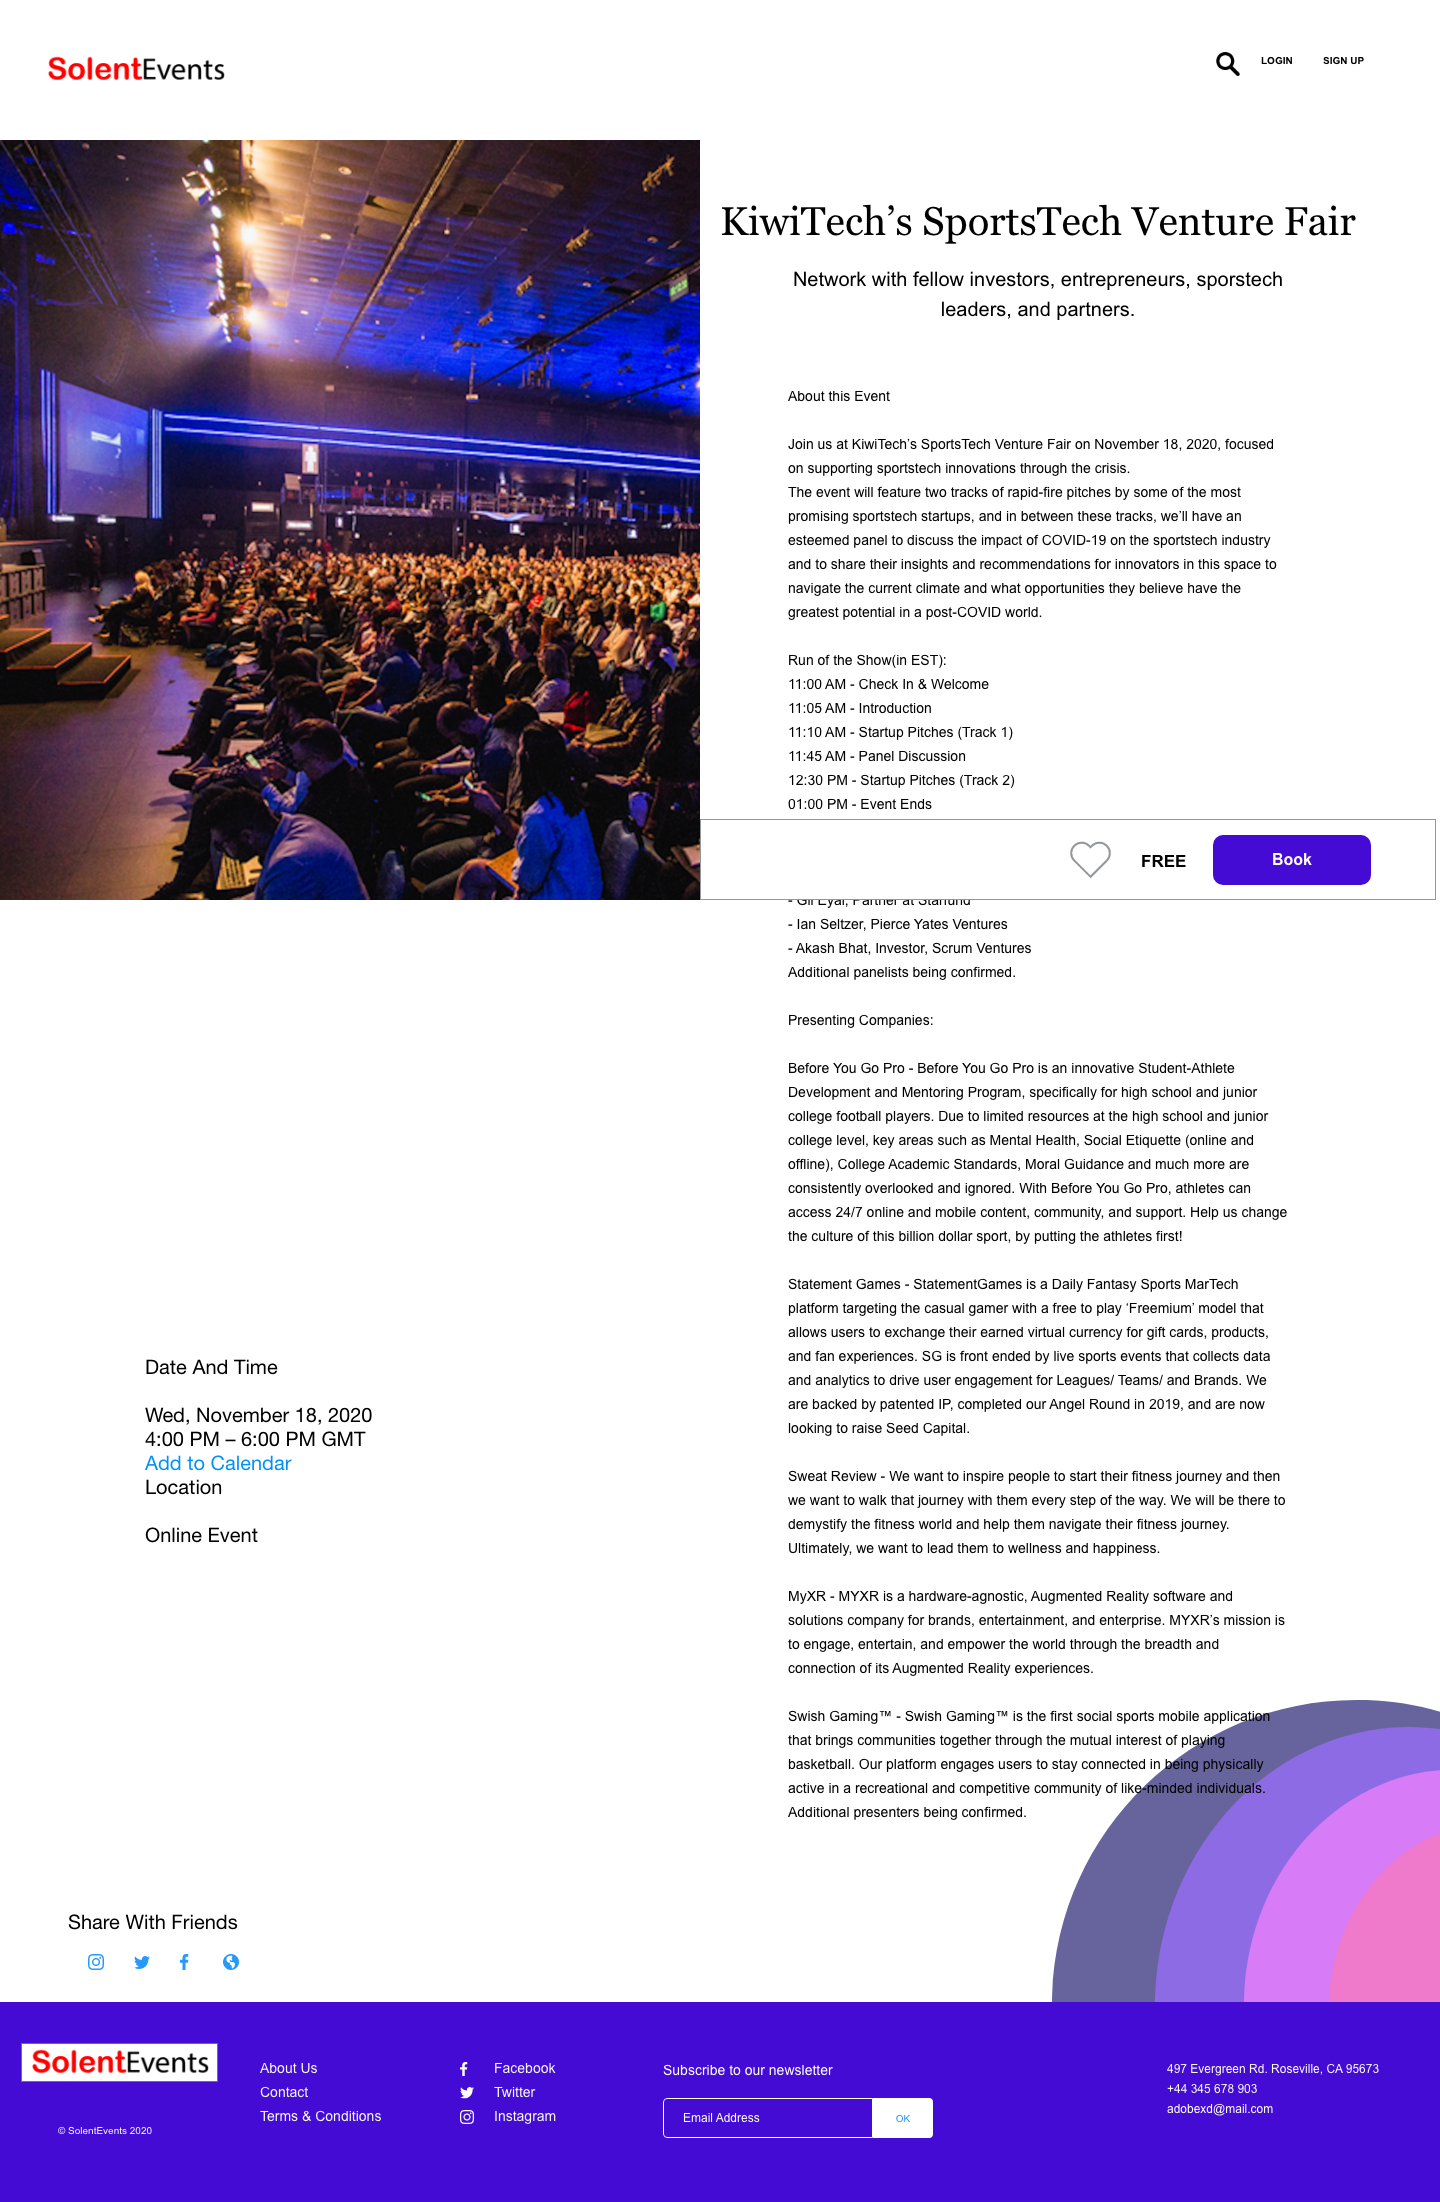 SolentEvents
LOGIN
SIGN UP
KiwiTech’s SportsTech Venture Fair
Network with fellow investors, entrepreneurs, sporstech
leaders, and partners.
About this Event
Join us at KiwiTech’s SportsTech Venture Fair on November 18, 2020, focused
on supporting sportstech innovations through the crisis.
The event will feature two tracks of rapid-fire pitches by some of the most
promising sportstech startups, and in between these tracks, we’ll have an
esteemed panel to discuss the impact of COVID-19 on the sportstech industry
and to share their insights and recommendations for innovators in this space to
navigate the current climate and what opportunities they believe have the
greatest potential in a post-COVID world.
Run of the Show(in EST):
11:00 AM - Check In & Welcome
11:05 AM - Introduction
11:10 AM - Startup Pitches (Track 1)
11:45 AM - Panel Discussion
12:30 PM - Startup Pitches (Track 2)
01:00 PM - Event Ends
FREE
Book
- Gil Eyal, Partner at Starfund
- Ian Seltzer, Pierce Yates Ventures
- Akash Bhat, Investor, Scrum Ventures
Additional panelists being confirmed.
Presenting Companies:
Before You Go Pro - Before You Go Pro is an innovative Student-Athlete
Development and Mentoring Program, specifically for high school and junior
college football players. Due to limited resources at the high school and junior
college level, key areas such as Mental Health, Social Etiquette (online and
offline), College Academic Standards, Moral Guidance and much more are
consistently overlooked and ignored. With Before You Go Pro, athletes can
access 24/7 online and mobile content, community, and support. Help us change
the culture of this billion dollar sport, by putting the athletes first!
Statement Games - StatementGames is a Daily Fantasy Sports MarTech
platform targeting the casual gamer with a free to play ‘Freemium’ model that
allows users to exchange their earned virtual currency for gift cards, products,
and fan experiences. SG is front ended by live sports events that collects data
and analytics to drive user engagement for Leagues/ Teams/ and Brands. We
are backed by patented IP, completed our Angel Round in 2019, and are now
looking to raise Seed Capital.
Sweat Review - We want to inspire people to start their fitness journey and then
we want to walk that journey with them every step of the way. We will be there to
demystify the fitness world and help them navigate their fitness journey.
Ultimately, we want to lead them to wellness and happiness.
MyXR - MYXR is a hardware-agnostic, Augmented Reality software and
solutions company for brands, entertainment, and enterprise. MYXR’s mission is
to engage, entertain, and empower the world through the breadth and
connection of its Augmented Reality experiences.
Swish Gaming™ - Swish Gaming™ is the first social sports mobile application
that brings communities together through the mutual interest of playing
basketball. Our platform engages users to stay connected in being physically
active in a recreational and competitive community of like-minded individuals.
Additional presenters being confirmed.
Date And Time
Wed, November 18, 2020
4:00 PM – 6:00 PM GMT
Add to Calendar
Location
Online Event
Share With Friends
SolentEvents
© SolentEvents 2020
About Us
Contact
Terms & Conditions
Facebook
Twitter
Instagram
Subscribe to our newsletter
Email Address
OK
497 Evergreen Rd. Roseville, CA 95673
+44 345 678 903
adobexd@mail.com